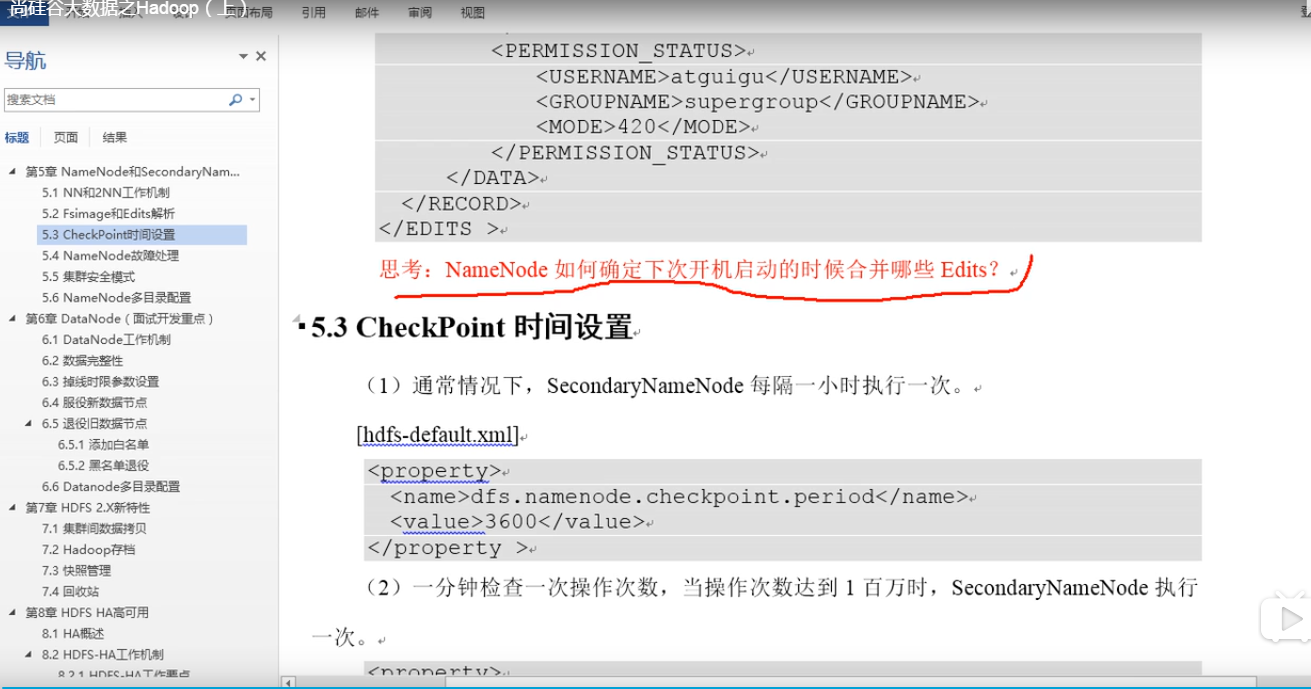 尚硅谷大数据之Hadoop（上）
页面布局 引用 邮件 审阅 视图
导航
搜索文档
标题 页面 结果
第5章 NameNode和SecondaryNam...
5.1 NN和2NN工作机制
5.2 Fsimage和Edits解析
5.3 CheckPoint时间设置
5.4 NameNode故障处理
5.5 集群安全模式
5.6 NameNode多目录配置
第6章 DataNode（面试开发重点）
6.1 DataNode工作机制
6.2 数据完整性
6.3 掉线时限参数设置
6.4 服役新数据节点
6.5 退役旧数据节点
6.5.1 添加白名单
6.5.2 黑名单退役
6.6 Datanode多目录配置
第7章 HDFS 2.X新特性
7.1 集群间数据拷贝
7.2 Hadoop存档
7.3 快照管理
7.4 回收站
第8章 HDFS HA高可用
8.1 HA概述
8.2 HDFS-HA工作机制
8.2.1 HDFS-HA工作要点
<PERMISSION_STATUS>
<USERNAME>atguigu</USERNAME>
<GROUPNAME>supergroup</GROUPNAME>
<MODE>420</MODE>
</PERMISSION_STATUS>
</DATA>
</RECORD>
</EDITS >
思考：NameNode 如何确定下次开机启动的时候合并哪些 Edits？
5.3 CheckPoint 时间设置
（1）通常情况下，SecondaryNameNode 每隔一小时执行一次。
[hdfs-default.xml]
<property>
<name>dfs.namenode.checkpoint.period</name>
<value>3600</value>
</property >
（2）一分钟检查一次操作次数，当操作次数达到 1 百万时，SecondaryNameNode 执行
一次。
<property>